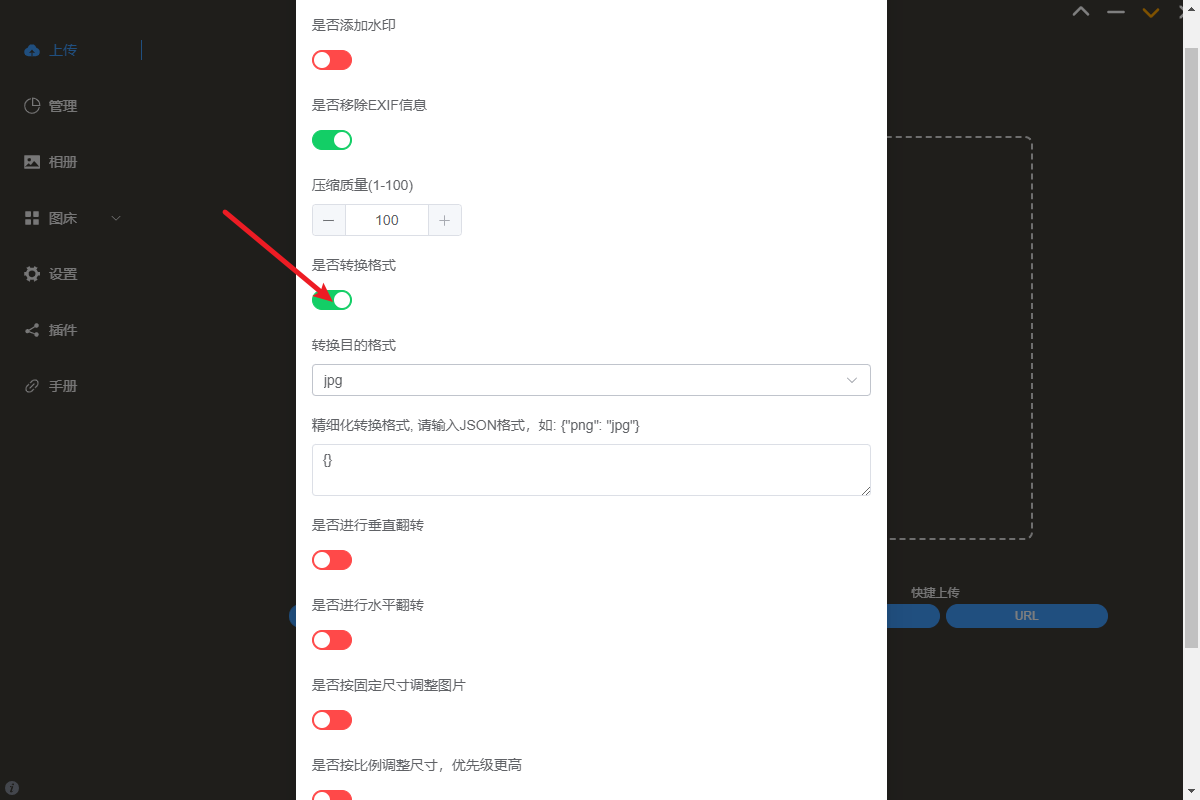 上传
管理
相册
图床
设置
插件
手册
是否添加水印
是否移除EXIF信息
压缩质量(1-100)
100
是否转换格式
转换目的格式
jpg
精细化转换格式, 请输入JSON格式，如: {"png": "jpg"}
{}
是否进行垂直翻转
是否进行水平翻转
是否按固定尺寸调整图片
是否按比例调整尺寸，优先级更高
快捷上传
URL